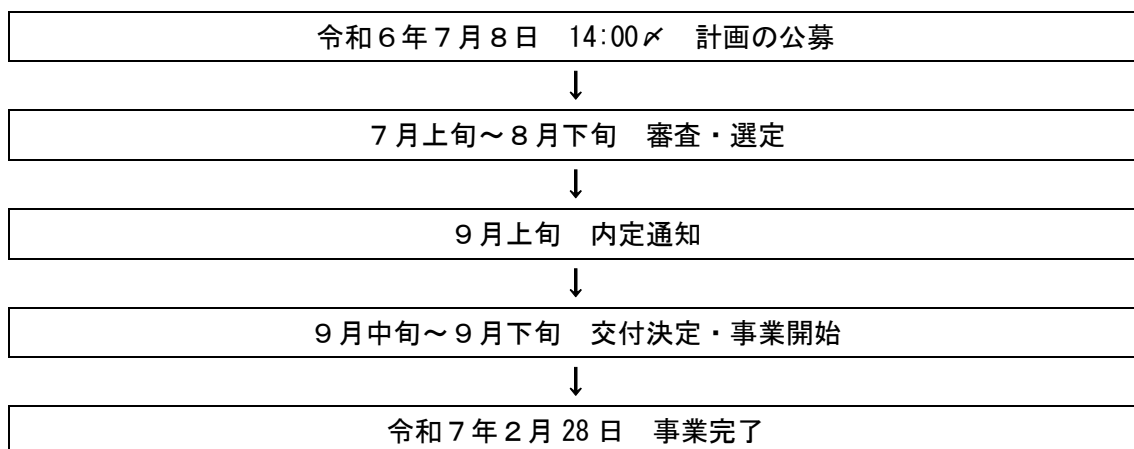 令和６年７月８日　14:00〆　計画の公募
↓
７月上旬～８月下旬　審査・選定
↓
９月上旬　内定通知
↓
９月中旬～９月下旬　交付決定・事業開始
↓
令和７年２月 28 日　事業完了